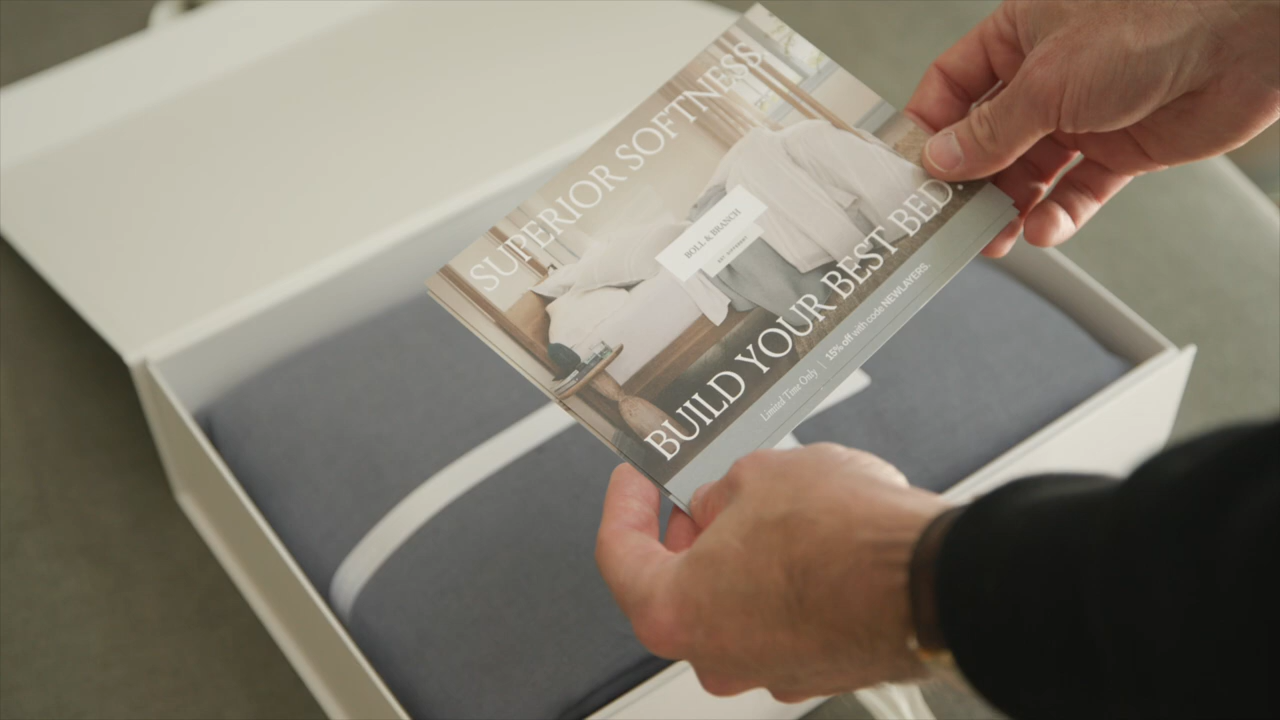 SUPERIOR SOFTNESS.
BOLL & BRANCH
BUILD YOUR BEST BED.
Limited Time Only | 15% off with code NEWLAYERS.